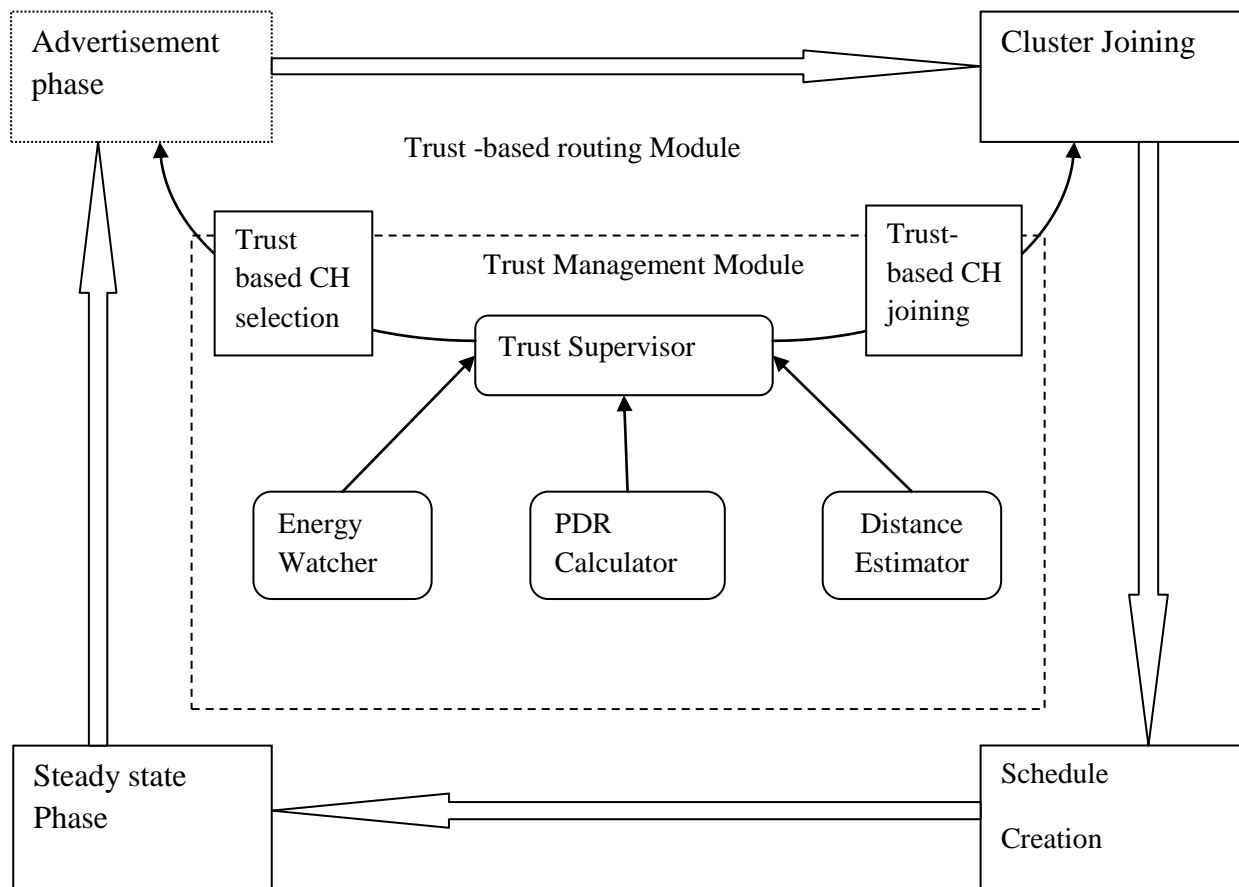 Advertisement
phase
Cluster Joining
Trust -based routing Module
Trust
based CH
selection
Trust-
based CH
joining
Trust Management Module
Trust Supervisor
Energy
Watcher
PDR
Calculator
Distance
Estimator
Steady state
Phase
Schedule
Creation